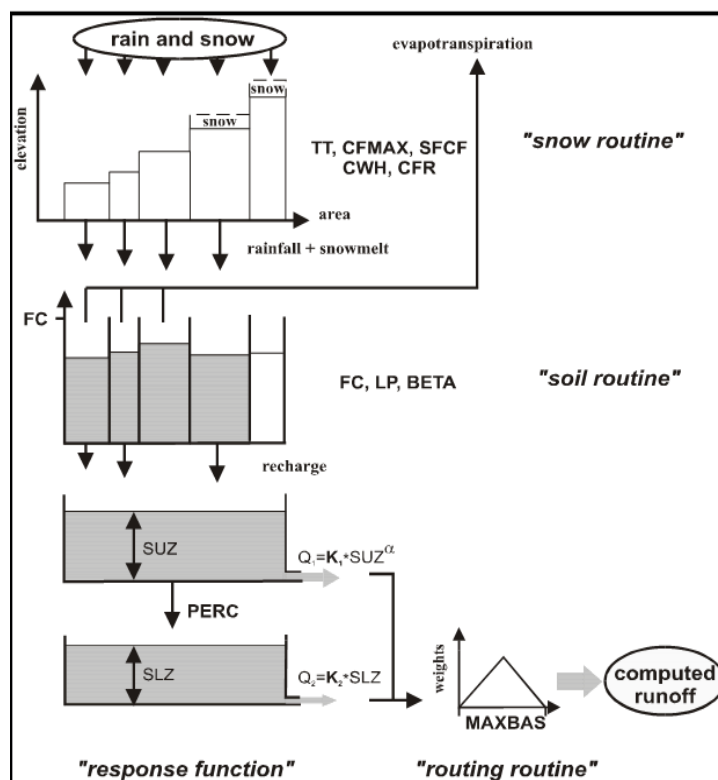 rain and snow
evapotranspiration
snow
snow
elevation
TT, CFMAX, SFCF
CWH, CFR
"snow routine"
area
rainfall + snowmelt
FC
FC, LP, BETA
"soil routine"
recharge
SUZ
Q₁=K₁*SUZ^α
PERC
SLZ
Q₂=K₂*SLZ
weights
MAXBAS
computed
runoff
"response function"
"routing routine"